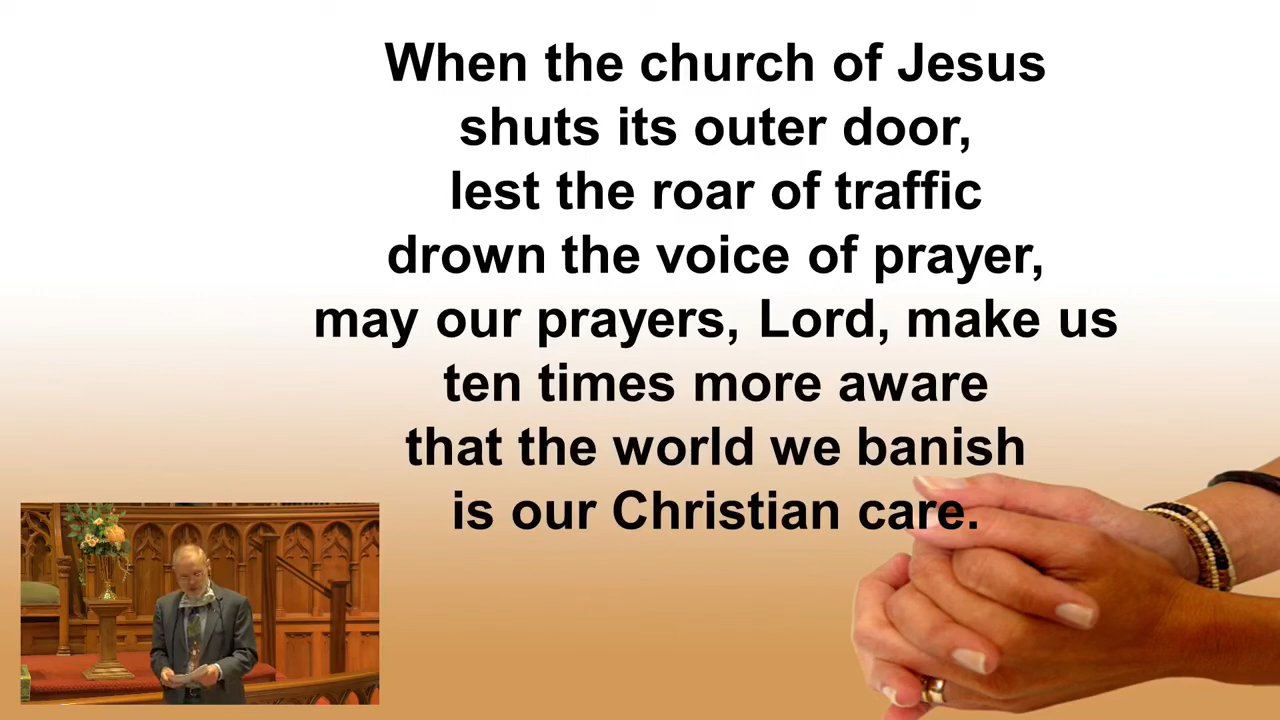 When the church of Jesus
shuts its outer door,
lest the roar of traffic
drown the voice of prayer,
may our prayers, Lord, make us
ten times more aware
that the world we banish
is our Christian care.